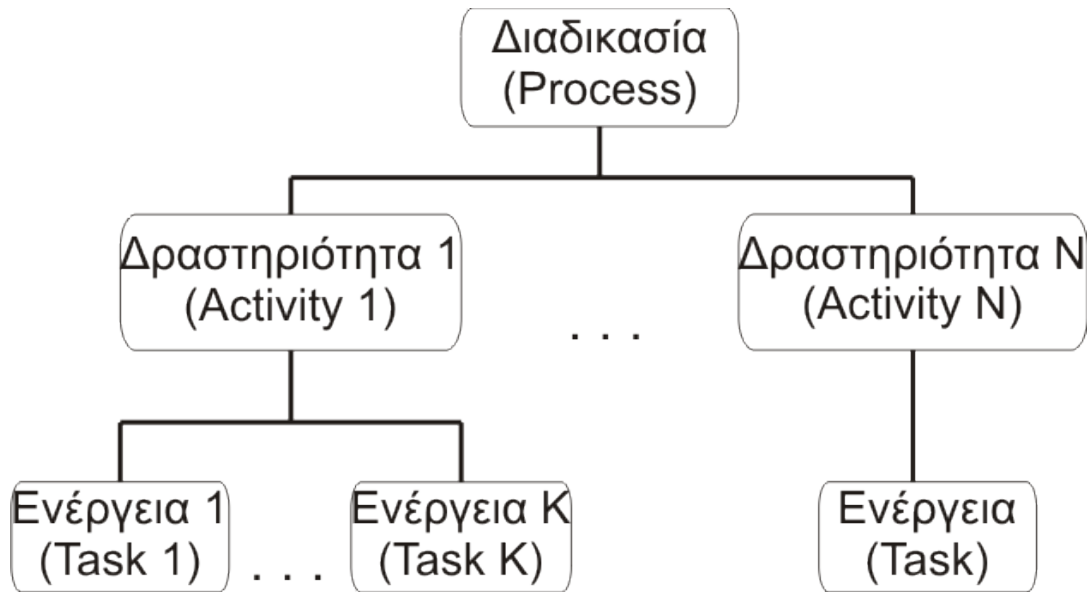 Διαδικασία
(Process)
Δραστηριότητα 1
(Activity 1)
. . .
Δραστηριότητα N
(Activity N)
Ενέργεια 1
(Task 1)
. . .
Ενέργεια K
(Task K)
Ενέργεια
(Task)